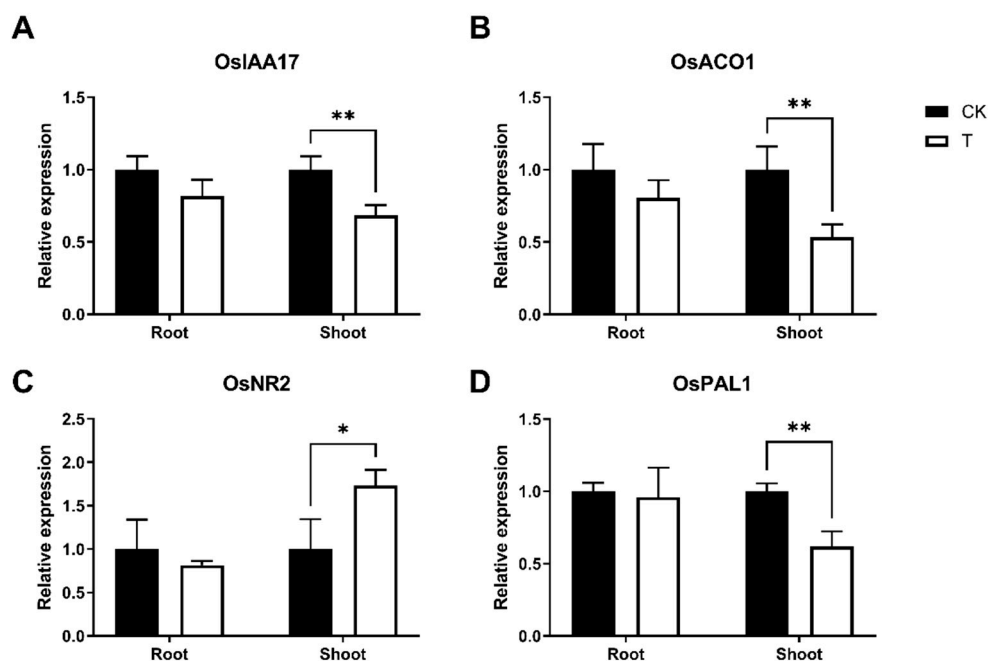 A
OsIAA17
Relative expression
1.5
1.0
0.5
0.0
**
Root
Shoot
B
OsACO1
Relative expression
1.5
1.0
0.5
0.0
**
Root
Shoot
CK
T
C
OsNR2
Relative expression
2.5
2.0
1.5
1.0
0.5
0.0
*
Root
Shoot
D
OsPAL1
Relative expression
1.5
1.0
0.5
0.0
**
Root
Shoot